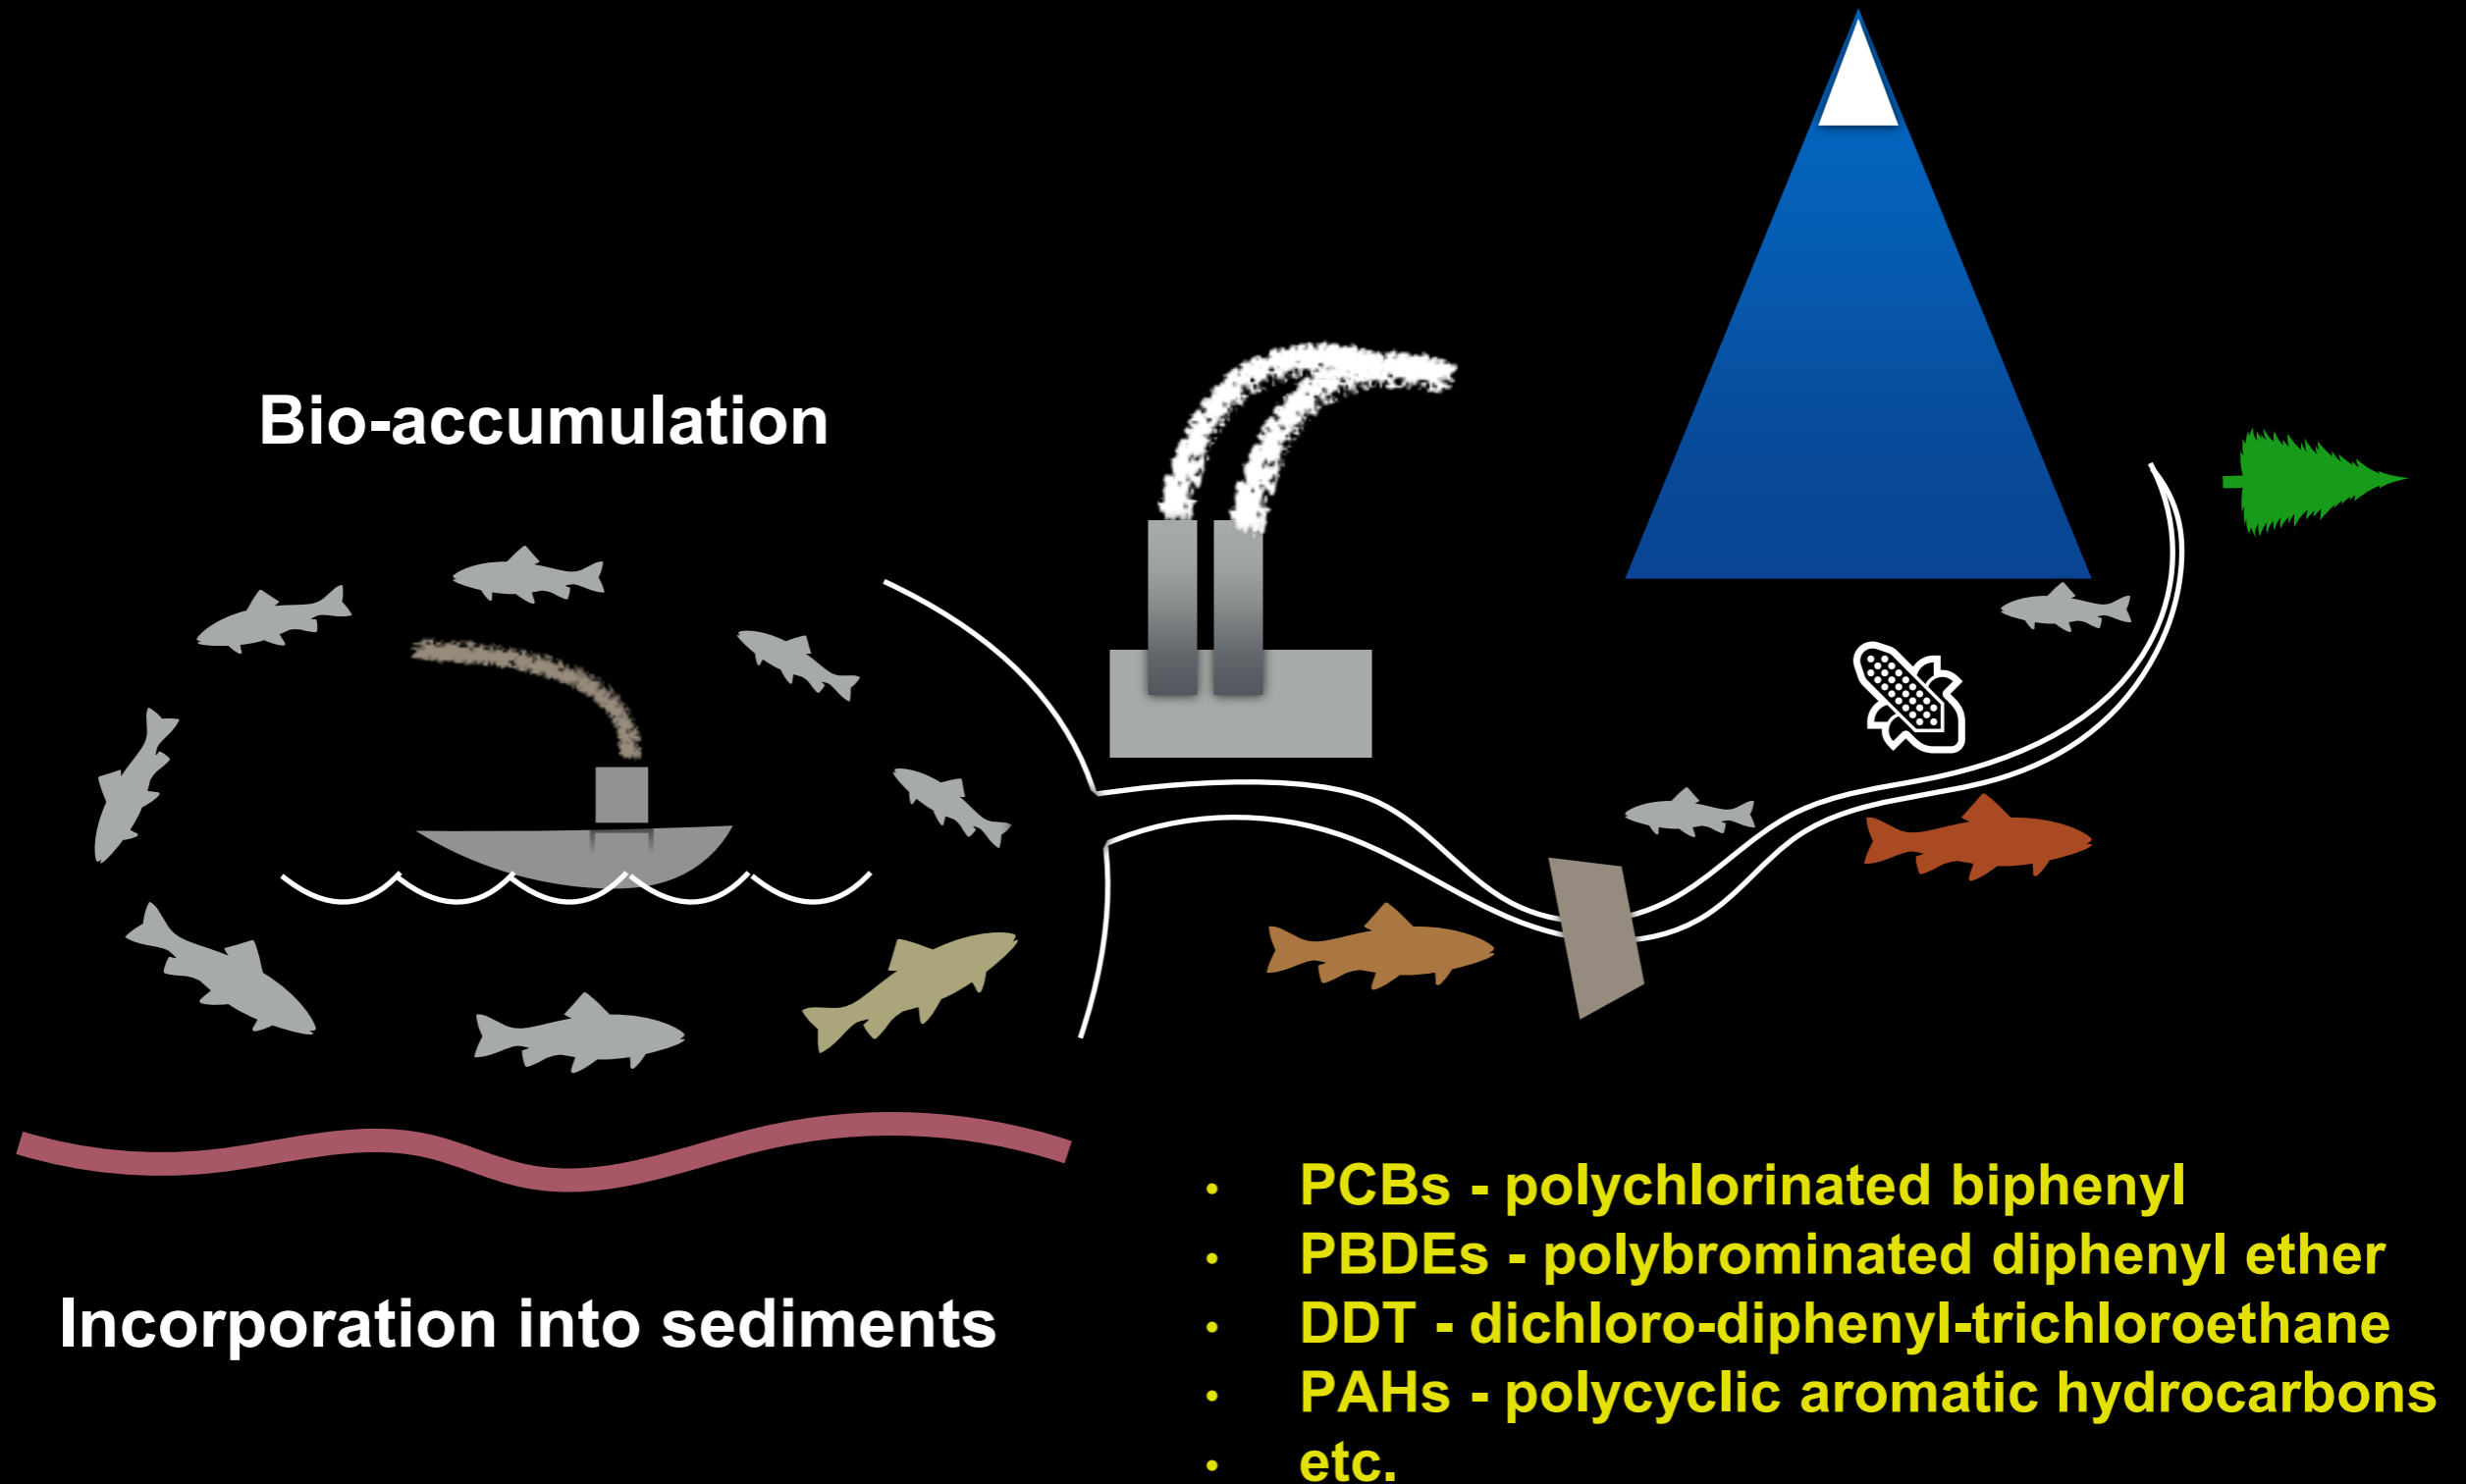 Bio-accumulation
Incorporation into sediments
• PCBs - polychlorinated biphenyl
• PBDEs - polybrominated diphenyl ether
• DDT - dichloro-diphenyl-trichloroethane
• PAHs - polycyclic aromatic hydrocarbons
• etc.